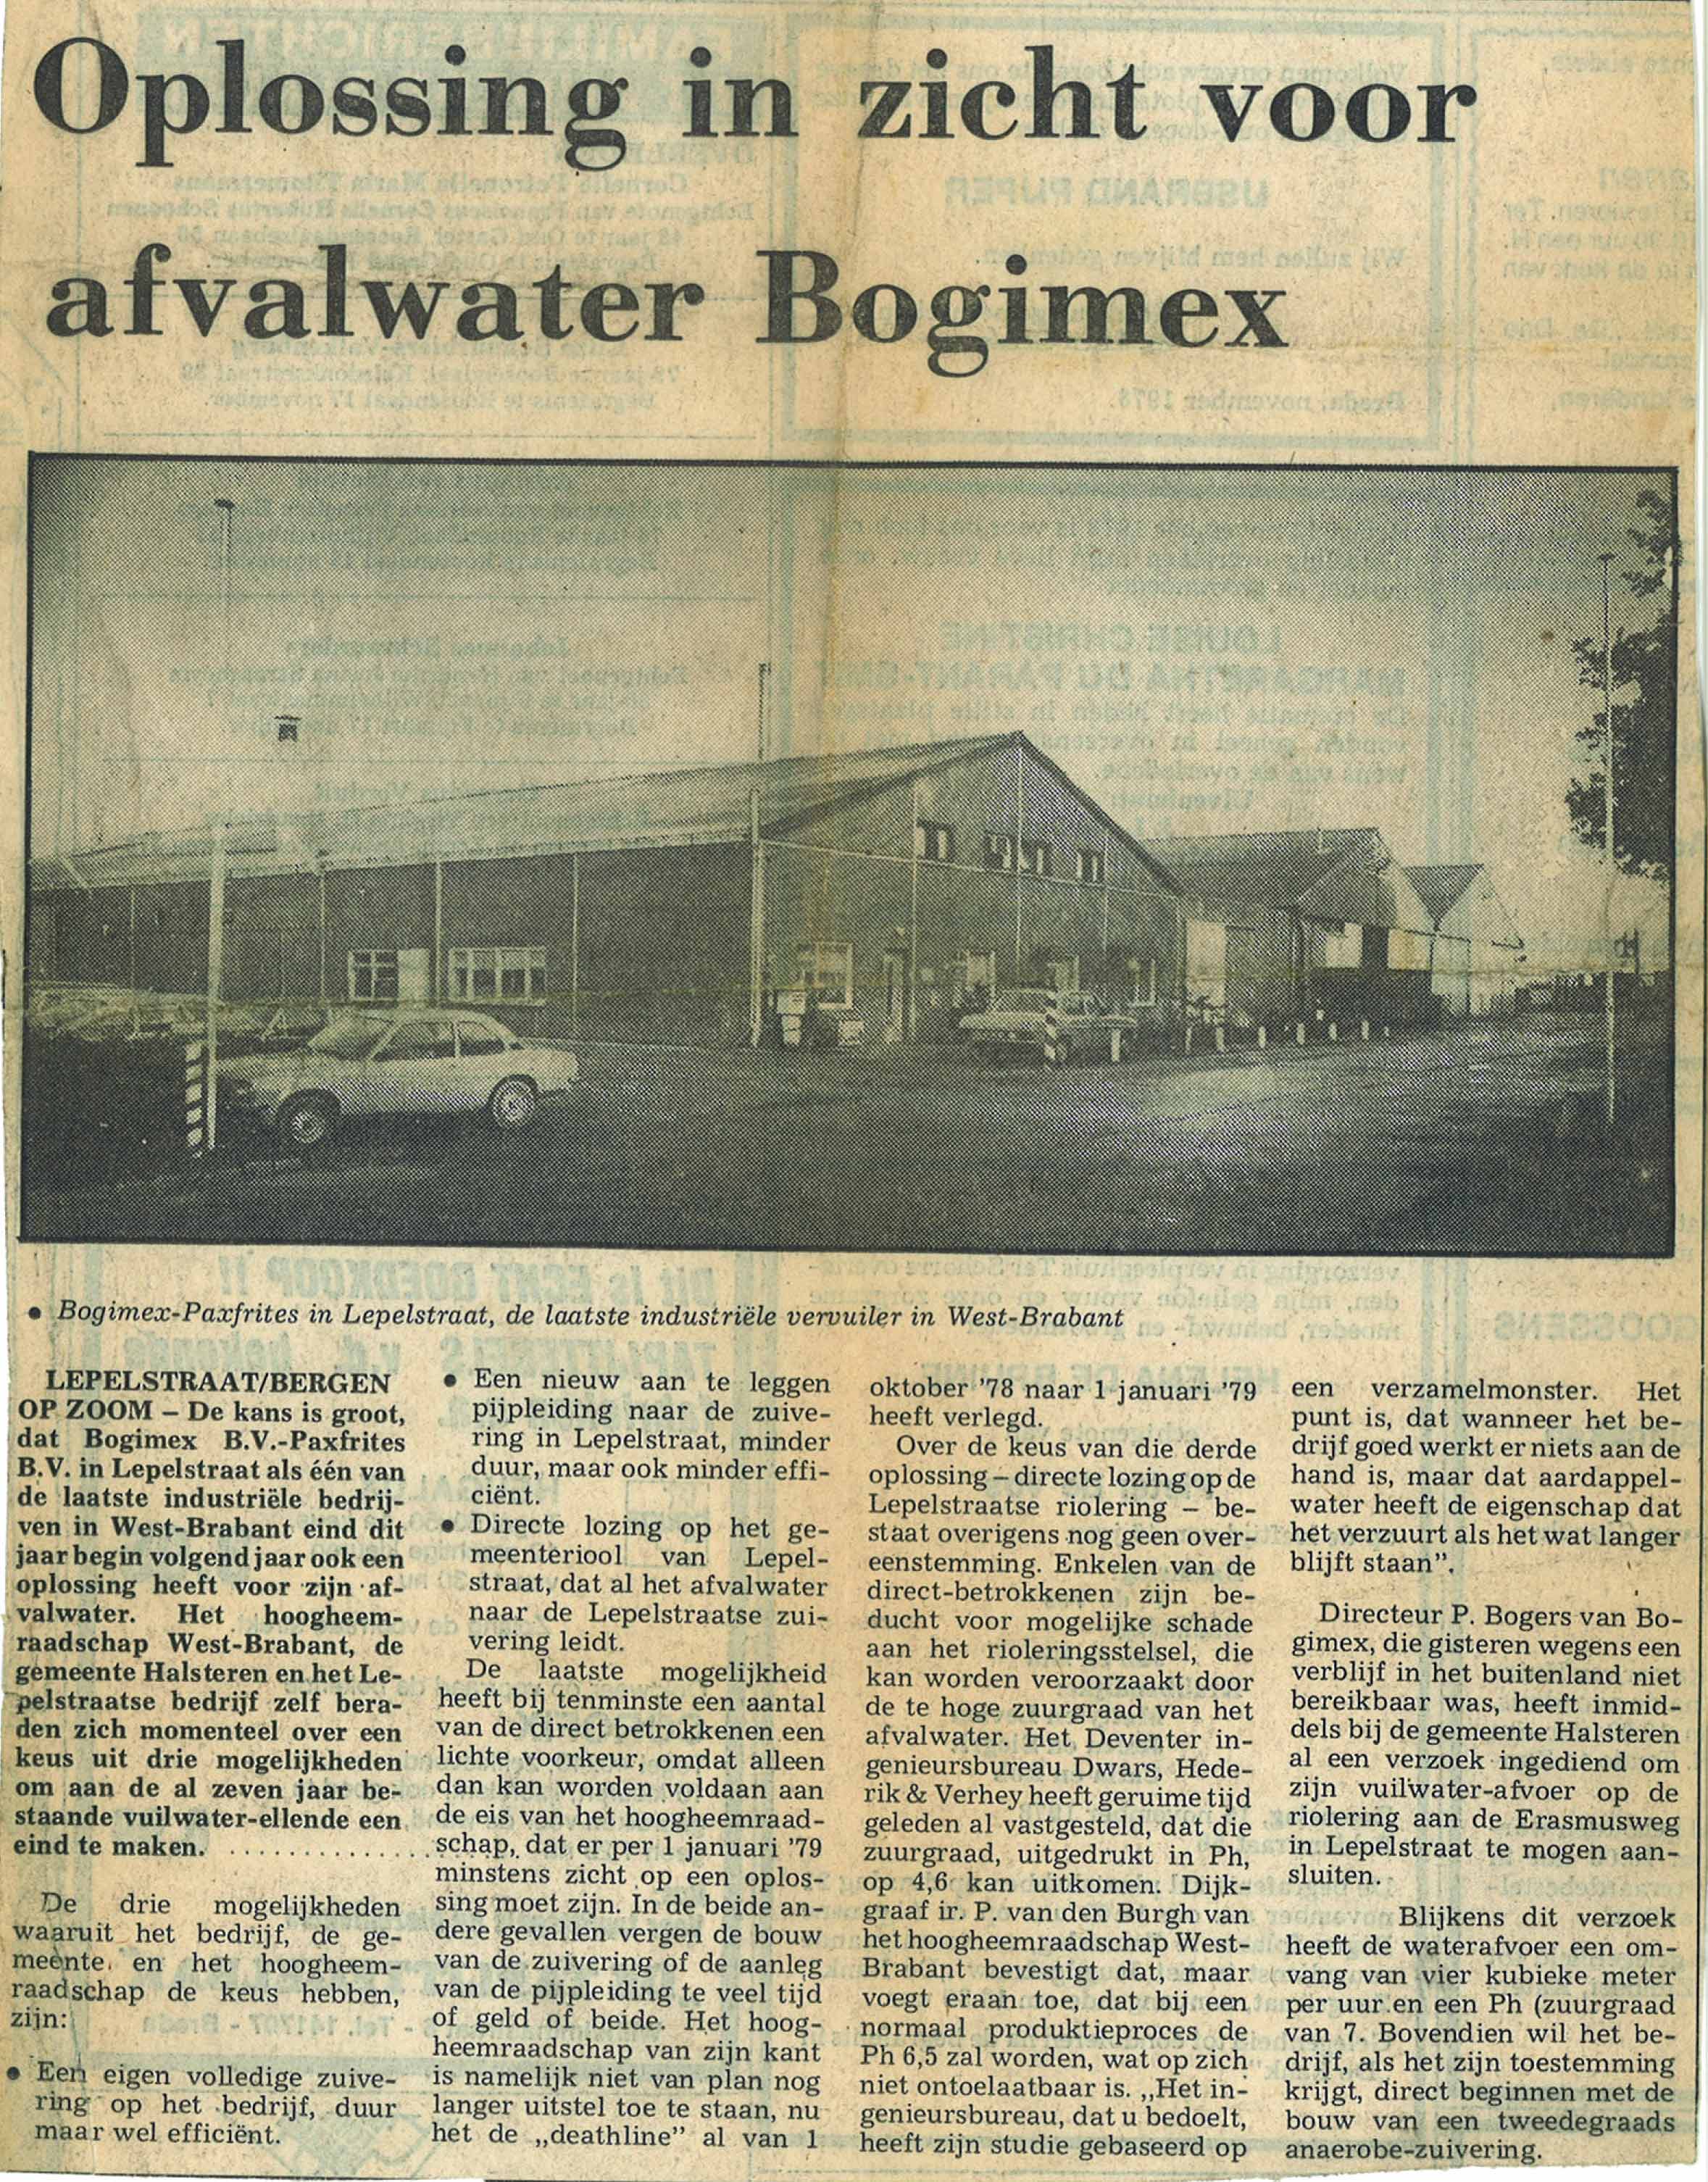 Oplossing in zicht voor
afvalwater Bogimex
• Bogimex-Paxfrites in Lepelstraat, de laatste industriële vervuiler in West-Brabant
LEPELSTRAAT/BERGEN
OP ZOOM – De kans is groot,
dat Bogimex B.V.-Paxfrites
B.V. in Lepelstraat als één van
de laatste industriële bedrij-
ven in West-Brabant eind dit
jaar begin volgend jaar ook een
oplossing heeft voor zijn af-
valwater. Het hoogheem-
raadschap West-Brabant, de
gemeente Halsteren en het Le-
pelstraatse bedrijf zelf bera-
den zich momenteel over een
keus uit drie mogelijkheden
om aan de al zeven jaar be-
staande vuilwater-ellende een
eind te maken. ..............
De drie mogelijkheden
waaruit het bedrijf, de ge-
meente en het hoogheem-
raadschap de keus hebben,
zijn:
• Een eigen volledige zuive-
ring op het bedrijf, duur
maar wel efficiënt.
• Een nieuw aan te leggen
pijpleiding naar de zuive-
ring in Lepelstraat, minder
duur, maar ook minder effi-
ciënt.
• Directe lozing op het ge-
meenteriool van Lepel-
straat, dat al het afvalwater
naar de Lepelstraatse zui-
vering leidt.
De laatste mogelijkheid
heeft bij tenminste een aantal
van de direct betrokkenen een
lichte voorkeur, omdat alleen
dan kan worden voldaan aan
de eis van het hoogheemraad-
schap, dat er per 1 januari '79
minstens zicht op een oplos-
sing moet zijn. In de beide an-
dere gevallen vergen de bouw
van de zuivering of de aanleg
van de pijpleiding te veel tijd
of geld of beide. Het hoog-
heemraadschap van zijn kant
is namelijk niet van plan nog
langer uitstel toe te staan, nu
het de „deathline” al van 1
oktober '78 naar 1 januari '79
heeft verlegd.
Over de keus van die derde
oplossing – directe lozing op de
Lepelstraatse riolering – be-
staat overigens nog geen over-
eenstemming. Enkelen van de
direct-betrokkenen zijn be-
ducht voor mogelijke schade
aan het rioleringsstelsel, die
kan worden veroorzaakt door
de te hoge zuurgraad van het
afvalwater. Het Deventer in-
genieursbureau Dwars, Hede-
rik & Verhey heeft geruime tijd
geleden al vastgesteld, dat die
zuurgraad, uitgedrukt in Ph,
op 4,6 kan uitkomen. Dijk-
graaf ir. P. van den Burgh van
het hoogheemraadschap West-
Brabant bevestigt dat, maar
voegt eraan toe, dat bij een
normaal produktieproces de
Ph 6,5 zal worden, wat op zich
niet ontoelaatbaar is. „Het in-
genieursbureau, dat u bedoelt,
heeft zijn studie gebaseerd op
een verzamelmonster. Het
punt is, dat wanneer het be-
drijf goed werkt er niets aan de
hand is, maar dat aardappel-
water heeft de eigenschap dat
het verzuurt als het wat langer
blijft staan”.
Directeur P. Bogers van Bo-
gimex, die gisteren wegens een
verblijf in het buitenland niet
bereikbaar was, heeft inmid-
dels bij de gemeente Halsteren
al een verzoek ingediend om
zijn vuilwater-afvoer op de
riolering aan de Erasmusweg
in Lepelstraat te mogen aan-
sluiten.
Blijkens dit verzoek
heeft de waterafvoer een om-
vang van vier kubieke meter
per uur en een Ph (zuurgraad
van 7. Bovendien wil het be-
drijf, als het zijn toestemming
krijgt, direct beginnen met de
bouw van een tweedegraads
anaerobe-zuivering.